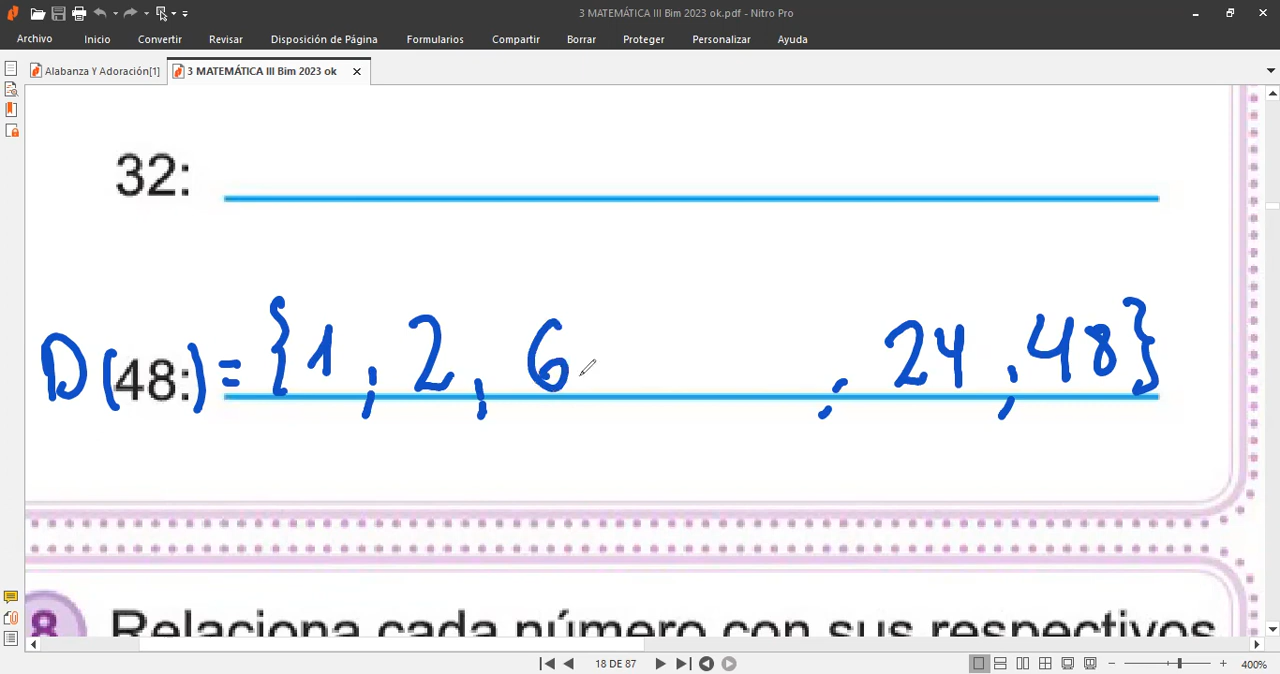 3 MATEMÁTICA III Bim 2023 ok.pdf - Nitro Pro
Archivo Inicio Convertir Revisar Disposición de Página Formularios Compartir Borrar Proteger Personalizar Ayuda
Alabanza Y Adoración[1] 3 MATEMÁTICA III Bim 2023 ok
32:
D(48:) = {1 ; 2 ; 6 ; 24 ; 48}
8 Relaciona cada número con sus respectivos
18 DE 87
400%